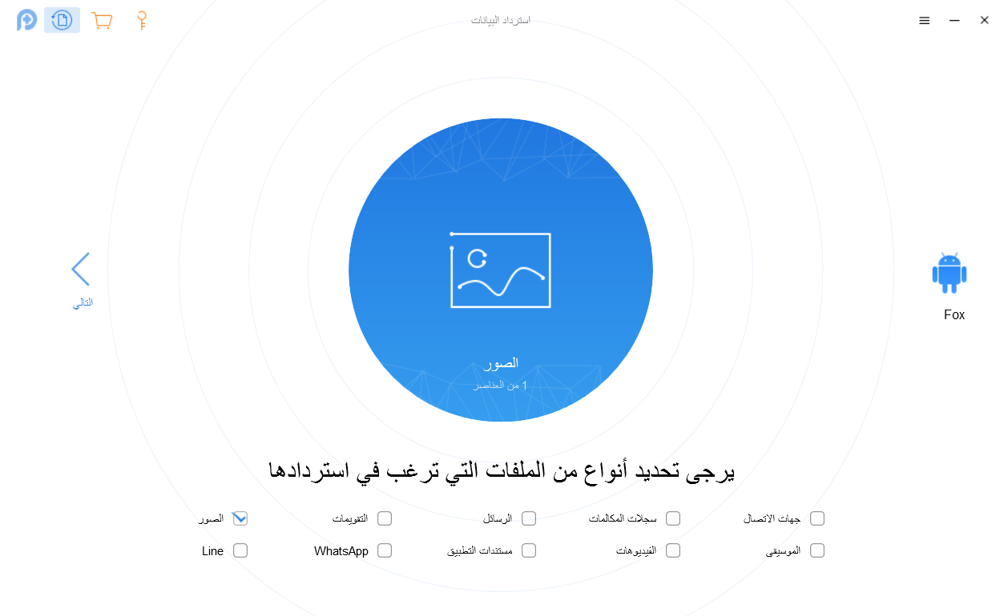 استرداد البيانات
Fox
التالي
الصور
1 من العناصر
يرجى تحديد أنواع من الملفات التي ترغب في استردادها
جهات الاتصال
سجلات المكالمات
الرسائل
التقويمات
الصور
الموسيقى
الفيديوهات
مستندات التطبيق
WhatsApp
Line